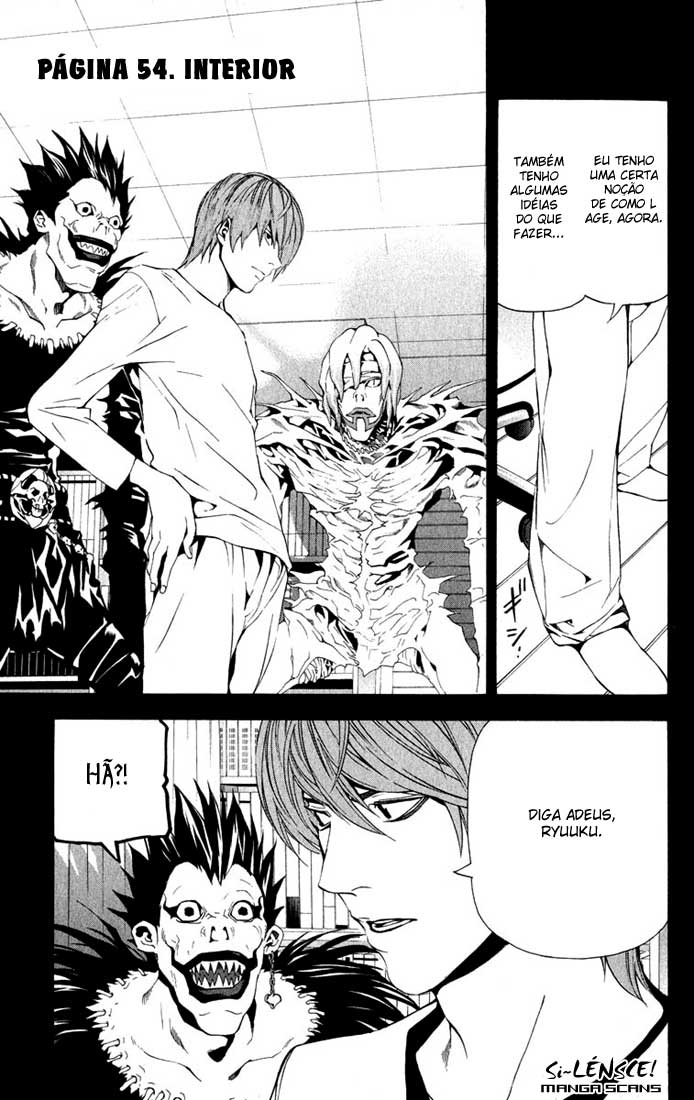 PÁGINA 54. INTERIOR
EU TENHO
UMA CERTA
NOÇÃO
DE COMO L
AGE, AGORA.
TAMBÉM
TENHO
ALGUMAS
IDÉIAS
DO QUE
FAZER...
DIGA ADEUS,
RYUUKU.
HÃ?!
Si-LÉNSCE!
MANGA SCANS